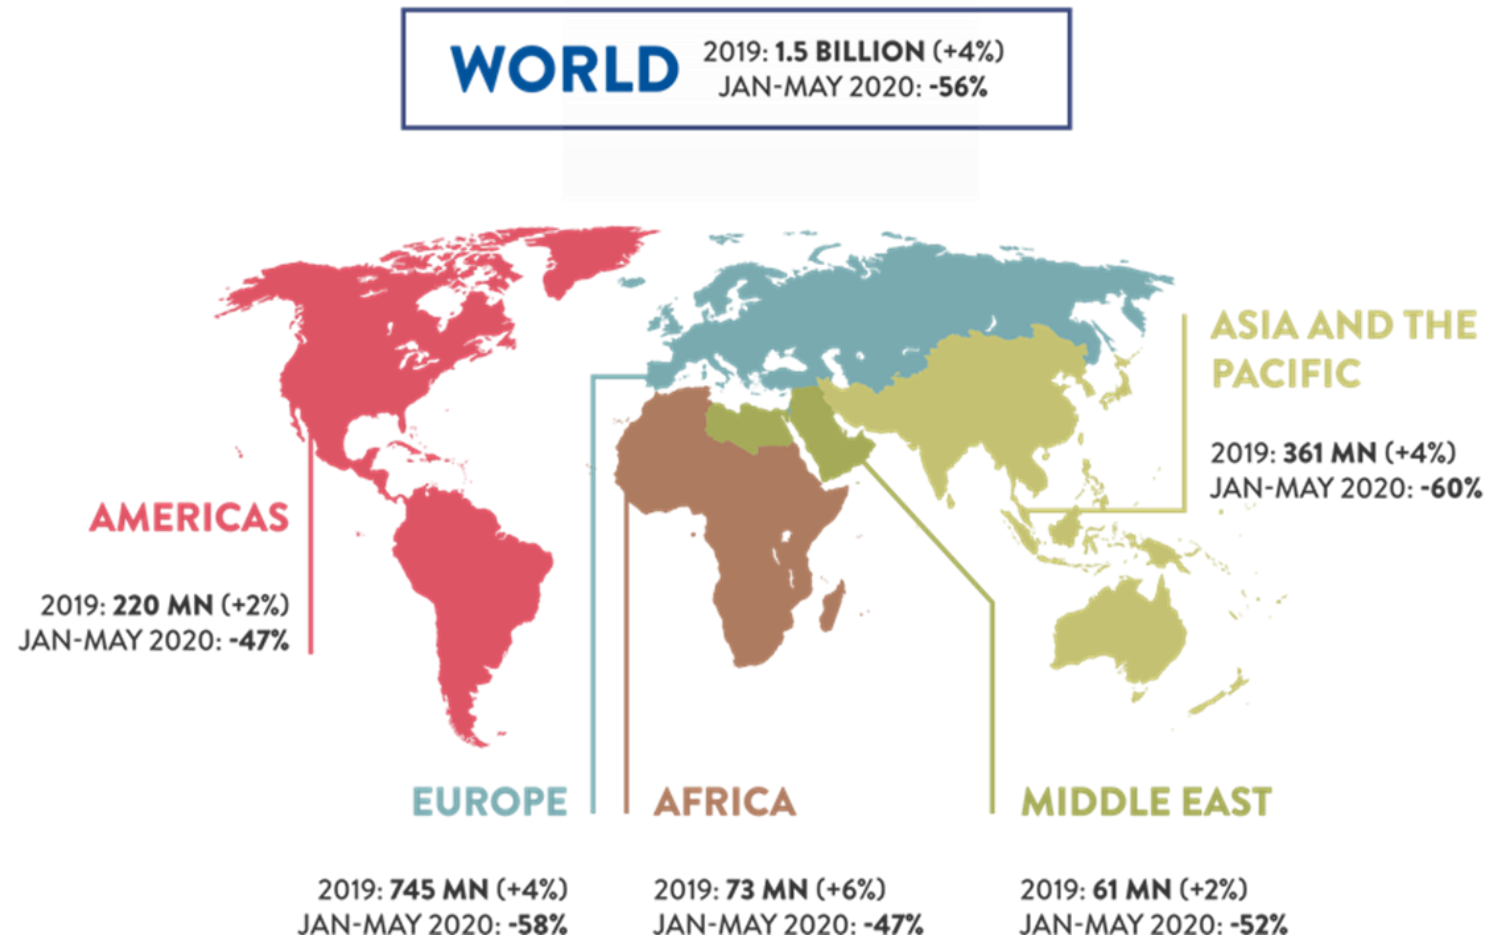 WORLD
2019: 1.5 BILLION (+4%)
JAN-MAY 2020: -56%
ASIA AND THE
PACIFIC
2019: 361 MN (+4%)
JAN-MAY 2020: -60%
AMERICAS
2019: 220 MN (+2%)
JAN-MAY 2020: -47%
EUROPE
2019: 745 MN (+4%)
JAN-MAY 2020: -58%
AFRICA
2019: 73 MN (+6%)
JAN-MAY 2020: -47%
MIDDLE EAST
2019: 61 MN (+2%)
JAN-MAY 2020: -52%